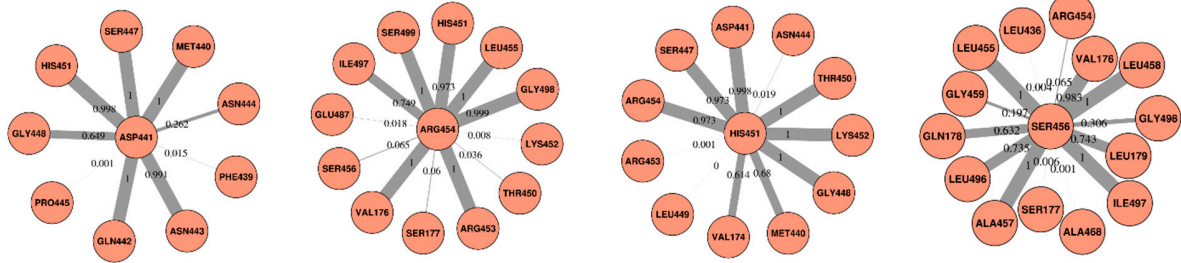 SER447
MET440
HIS451
ASN444
0.998
1
1
0.262
GLY448
0.649
ASP441
0.001
0.015
1
0.991
PHE439
PRO445
GLN442
ASN443
HIS451
SER499
LEU455
ILE497
GLY498
0.973
1
1
0.749
0.999
GLU487
0.018
ARG454
0.008
LYS452
0.065
0.036
SER456
1
0.06
1
THR450
VAL176
SER177
ARG453
ASP441
ASN444
SER447
THR450
0.998
0.019
0.973
1
ARG454
0.973
HIS451
1
LYS452
ARG453
0.001
0
1
0.614
0.68
GLY448
LEU449
VAL174
MET440
ARG454
LEU436
LEU455
VAL176
LEU458
0.065
0.004
1
0.983
1
GLY459
0.197
0.306
GLY498
SER456
GLN178
0.632
0.743
0.735
LEU179
0.006
1
0.001
1
LEU496
ILE497
ALA457
SER177
ALA468